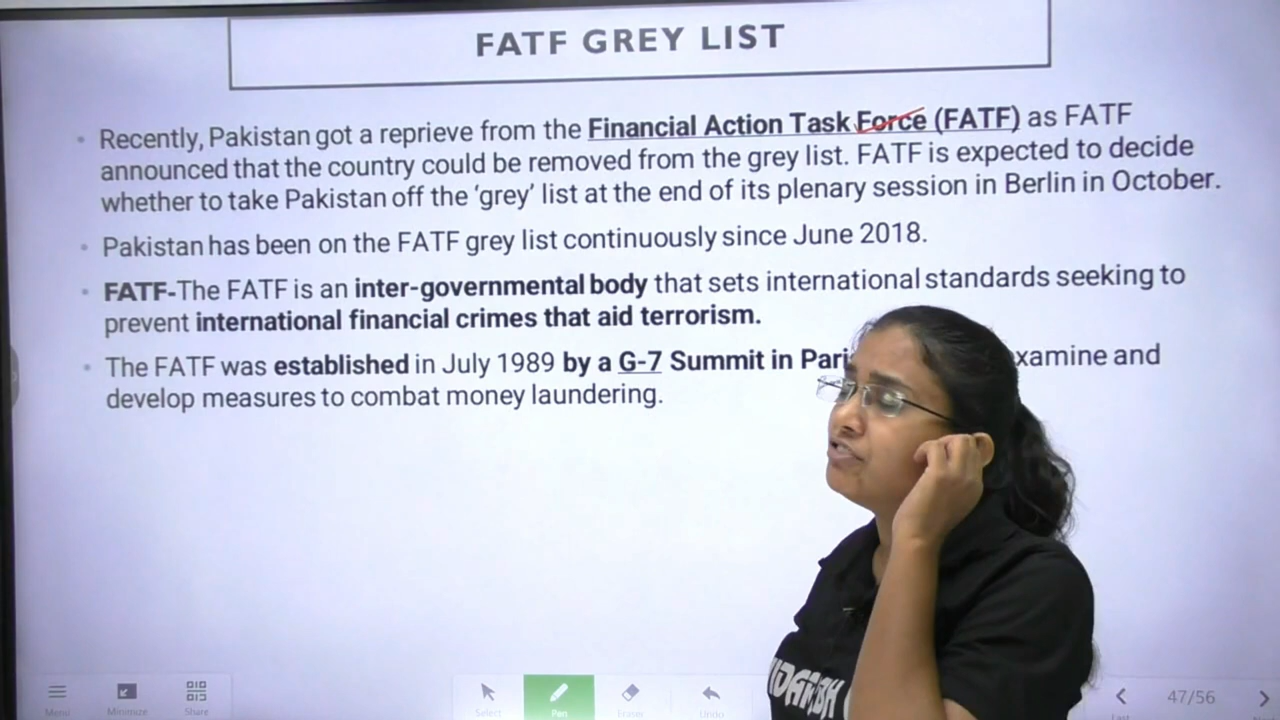 FATF GREY LIST
Recently, Pakistan got a reprieve from the Financial Action Task Force (FATF) as FATF
announced that the country could be removed from the grey list. FATF is expected to decide
whether to take Pakistan off the ‘grey’ list at the end of its plenary session in Berlin in October.
Pakistan has been on the FATF grey list continuously since June 2018.
FATF-The FATF is an inter-governmental body that sets international standards seeking to
prevent international financial crimes that aid terrorism.
The FATF was established in July 1989 by a G-7 Summit in and
develop measures to combat money laundering.
Menu Minimize Share Select Pen Eraser Undo 47/56